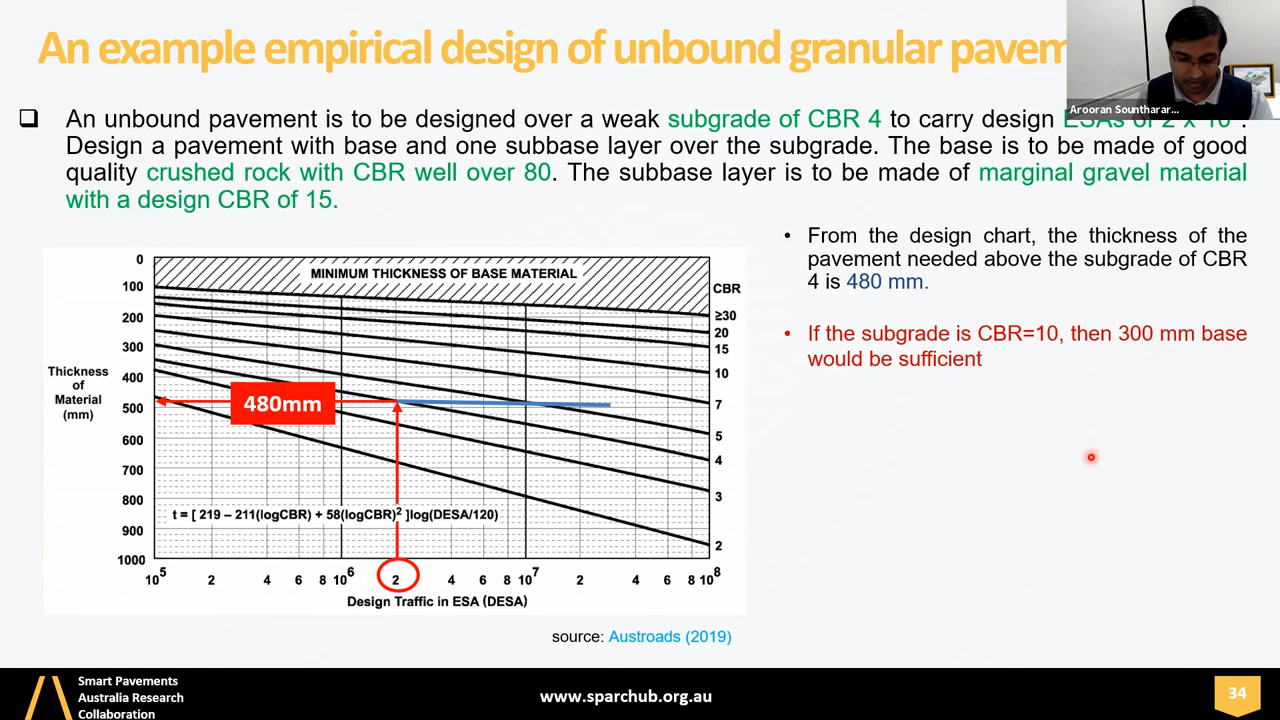 An example empirical design of unbound granular
Arooran Sountharar...
❑ An unbound pavement is to be designed over a weak subgrade of CBR 4 to carry design
Design a pavement with base and one subbase layer over the subgrade. The base is to be made of good
quality crushed rock with CBR well over 80. The subbase layer is to be made of marginal gravel material
with a design CBR of 15.
• From the design chart, the thickness of the
pavement needed above the subgrade of CBR
4 is 480 mm.
• If the subgrade is CBR=10, then 300 mm base
would be sufficient
MINIMUM THICKNESS OF BASE MATERIAL
CBR
≥30
20
15
10
7
5
4
3
2
Thickness
of
Material
(mm)
0
100
200
300
400
500
600
700
800
900
1000
480mm
t = [ 219 – 211(logCBR) + 58(logCBR)² ]log(DESA/120)
10⁵ 2 4 6 8 10⁶ 2 4 6 8 10⁷ 2 4 6 8 10⁸
Design Traffic in ESA (DESA)
source: Austroads (2019)
Smart Pavements
Australia Research
Collaboration
www.sparchub.org.au
34